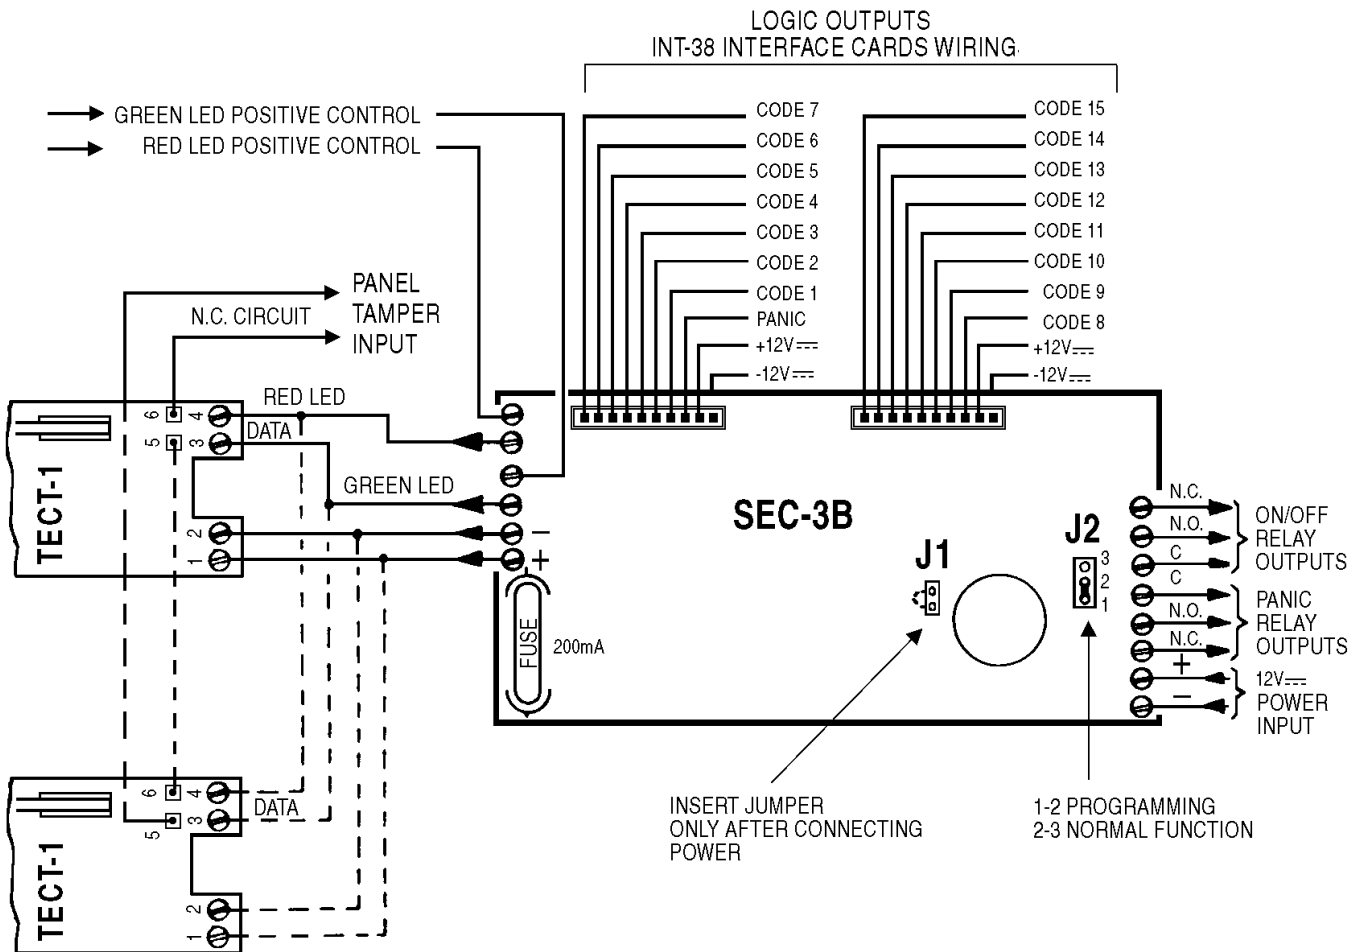 LOGIC OUTPUTS
INT-38 INTERFACE CARDS WIRING
GREEN LED POSITIVE CONTROL
RED LED POSITIVE CONTROL
CODE 7
CODE 6
CODE 5
CODE 4
CODE 3
CODE 2
CODE 1
PANIC
+12V
-12V
CODE 15
CODE 14
CODE 13
CODE 12
CODE 11
CODE 10
CODE 9
CODE 8
+12V
-12V
PANEL
TAMPER
INPUT
N.C. CIRCUIT
RED LED
DATA
GREEN LED
TECT-1
6
5
4
3
2
1
−
+
FUSE
200mA
SEC-3B
J1
J2
3
2
1
N.C.
N.O.
C
ON/OFF
RELAY
OUTPUTS
C
N.O.
N.C.
PANIC
RELAY
OUTPUTS
+
−
12V
POWER
INPUT
TECT-1
6
5
4
3
2
1
DATA
INSERT JUMPER
ONLY AFTER CONNECTING
POWER
1-2 PROGRAMMING
2-3 NORMAL FUNCTION